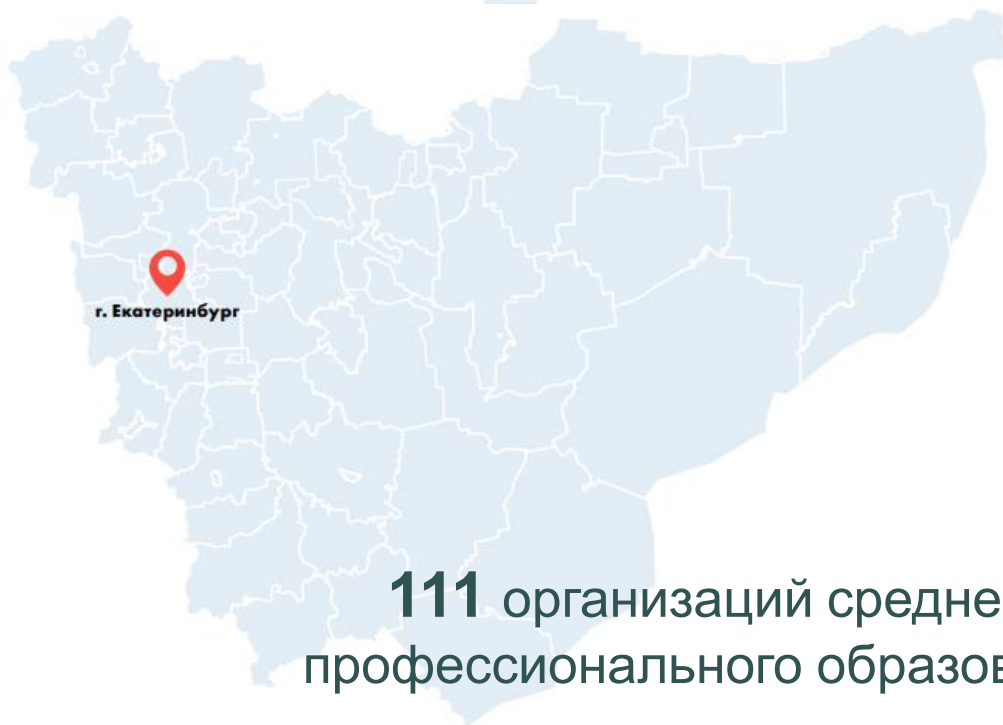 г. Екатеринбург
111 организаций средне
профессионального образов